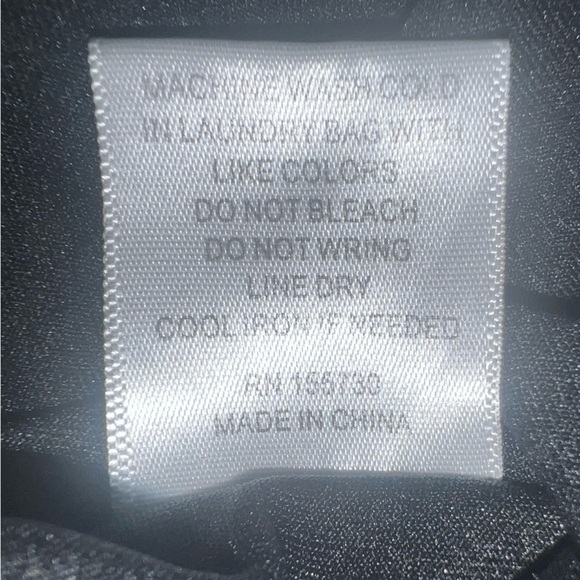 MACHINE WASH COLD
IN LAUNDRY BAG WITH
LIKE COLORS
DO NOT BLEACH
DO NOT WRING
LINE DRY
COOL IRON IF NEEDED
RN 155730
MADE IN CHINA